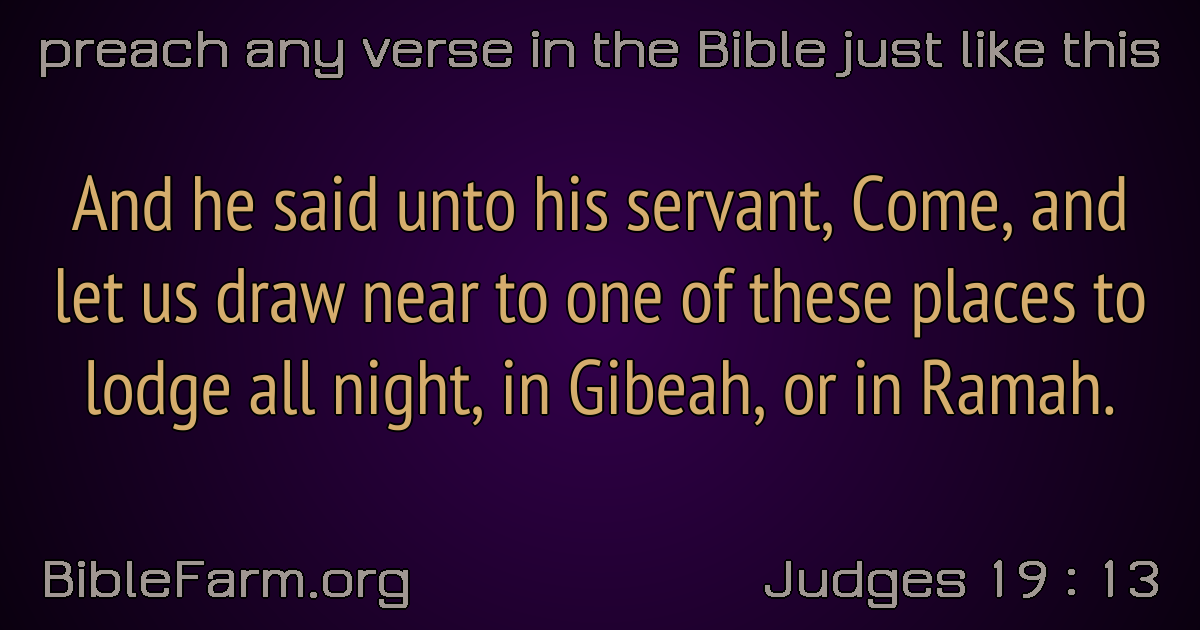 preach any verse in the Bible just like this
And he said unto his servant, Come, and
let us draw near to one of these places to
lodge all night, in Gibeah, or in Ramah.
BibleFarm.org
Judges 19 : 13